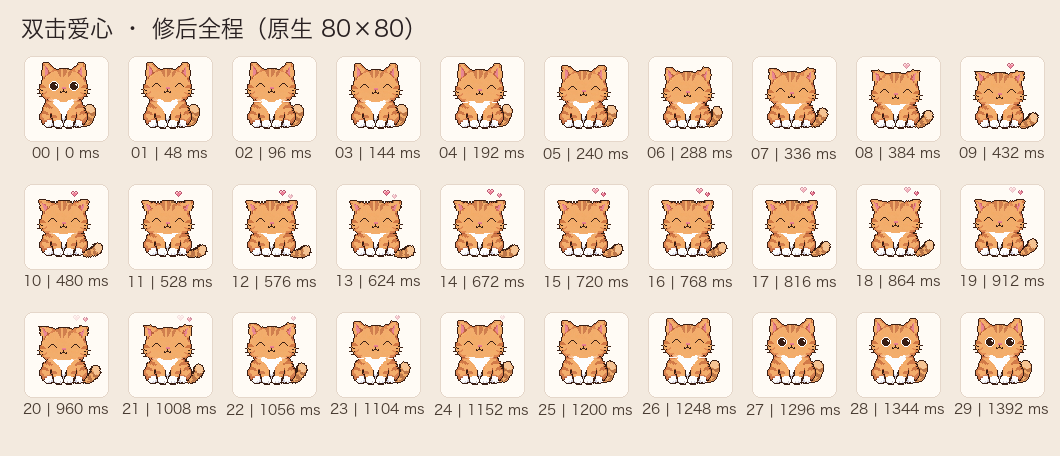 双击爱心 · 修后全程（原生 80×80）
00 | 0 ms 01 | 48 ms 02 | 96 ms 03 | 144 ms 04 | 192 ms 05 | 240 ms 06 | 288 ms 07 | 336 ms 08 | 384 ms 09 | 432 ms
10 | 480 ms 11 | 528 ms 12 | 576 ms 13 | 624 ms 14 | 672 ms 15 | 720 ms 16 | 768 ms 17 | 816 ms 18 | 864 ms 19 | 912 ms
20 | 960 ms 21 | 1008 ms 22 | 1056 ms 23 | 1104 ms 24 | 1152 ms 25 | 1200 ms 26 | 1248 ms 27 | 1296 ms 28 | 1344 ms 29 | 1392 ms